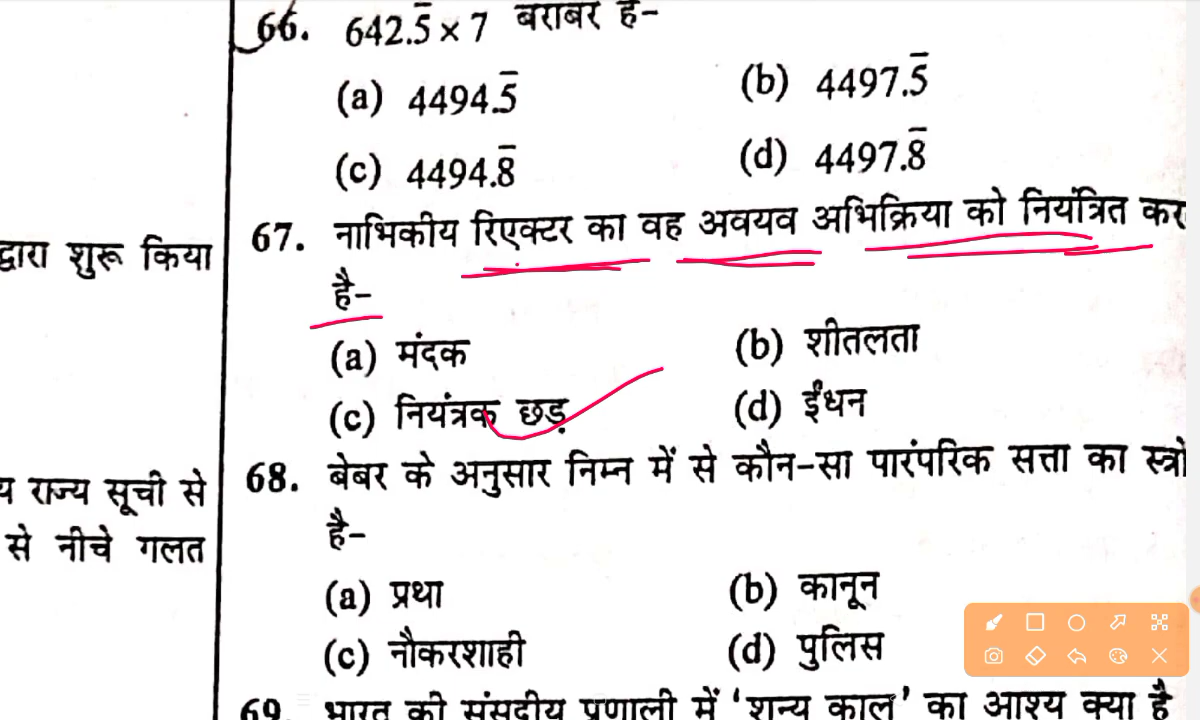 द्वारा शुरू किया
य राज्य सूची से
से नीचे गलत
66. 642.5̅ × 7 बराबर है-
(a) 4494.5̅ (b) 4497.5̅
(c) 4494.8̅ (d) 4497.8̅
67. नाभिकीय रिएक्टर का वह अवयव अभिक्रिया को नियंत्रित कर
है-
(a) मंदक (b) शीतलता
(c) नियंत्रक छड़ (d) ईंधन
68. बेबर के अनुसार निम्न में से कौन-सा पारंपरिक सत्ता का स्त्रो
है-
(a) प्रथा (b) कानून
(c) नौकरशाही (d) पुलिस
69. भारत की संसदीय प्रणाली में 'शून्य काल' का आश्य क्या है